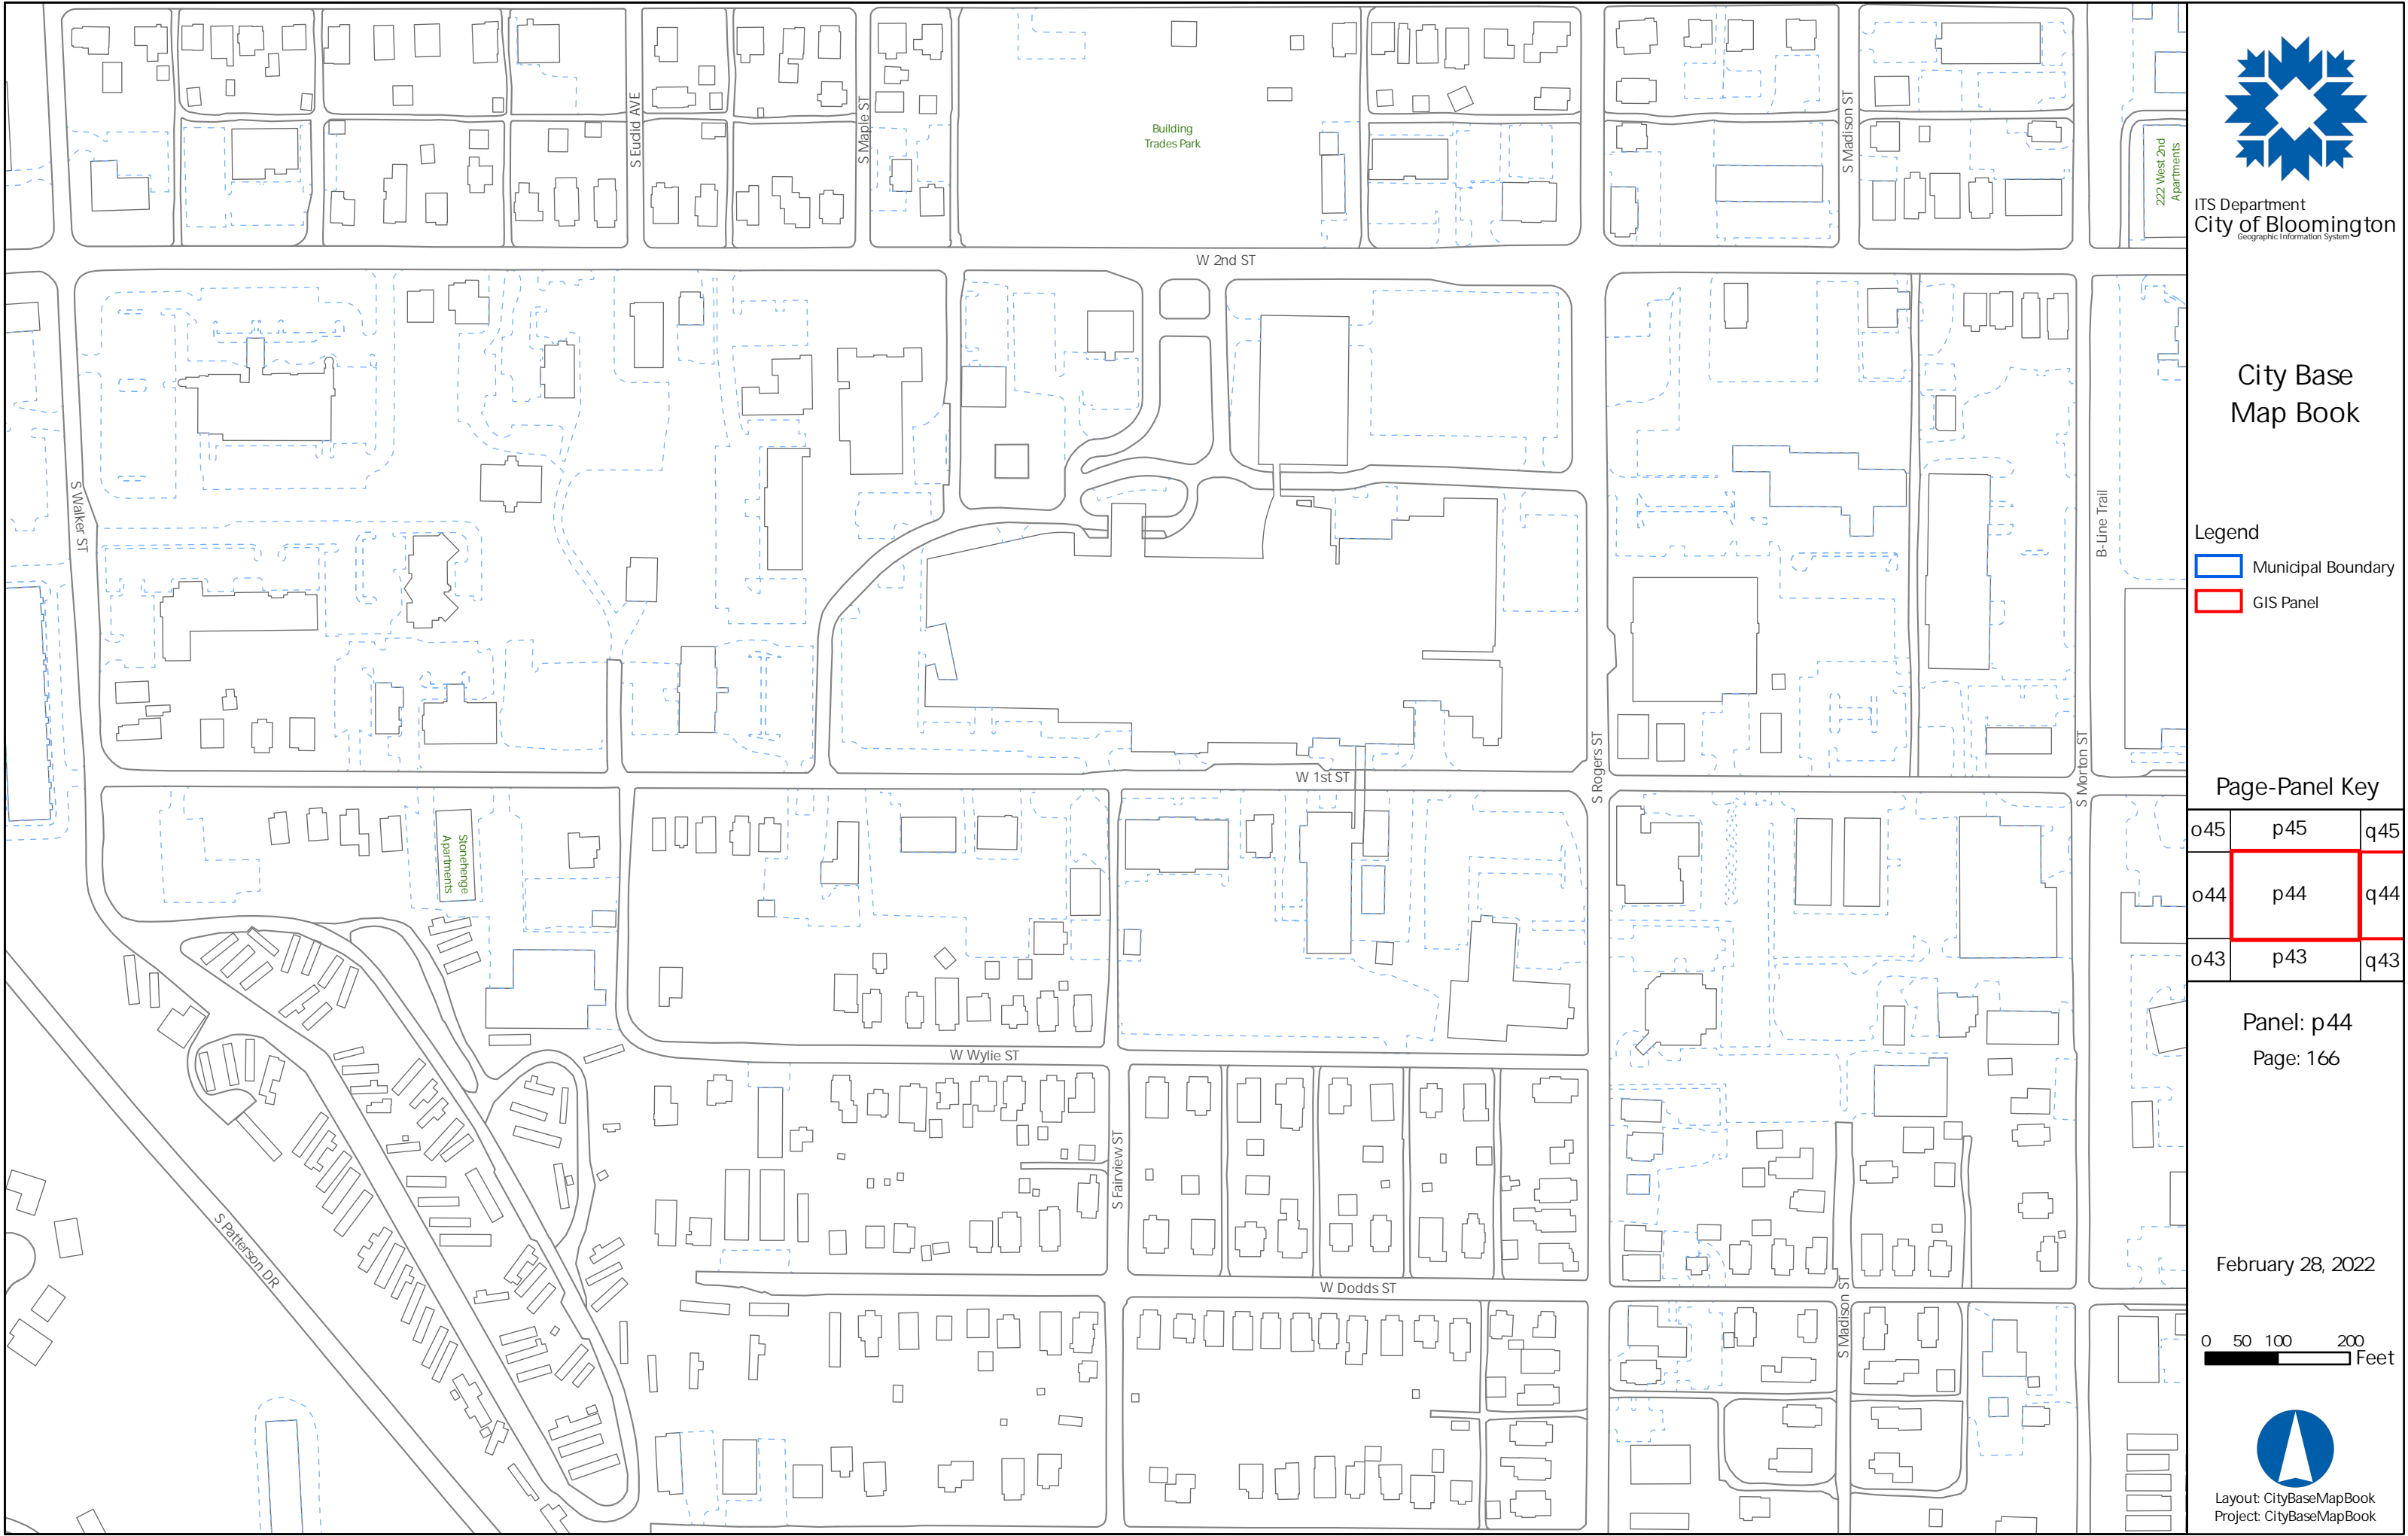 S Euclid AVE
S Maple ST
Building
Trades Park
S Madison ST
222 West 2nd
Apartments
W 2nd ST
S Walker ST
B-Line Trail
S Rogers ST
W 1st ST
S Morton ST
Stonehenge
Apartments
W Wylie ST
S Fairview ST
S Patterson DR
W Dodds ST
S Madison ST
ITS Department
City of Bloomington
Geographic Information System
City Base
Map Book
Legend
Municipal Boundary
GIS Panel
Page-Panel Key
o45 p45 q45
o44 p44 q44
o43 p43 q43
Panel: p44
Page: 166
February 28, 2022
0 50 100 200
Feet
Layout: CityBaseMapBook
Project: CityBaseMapBook